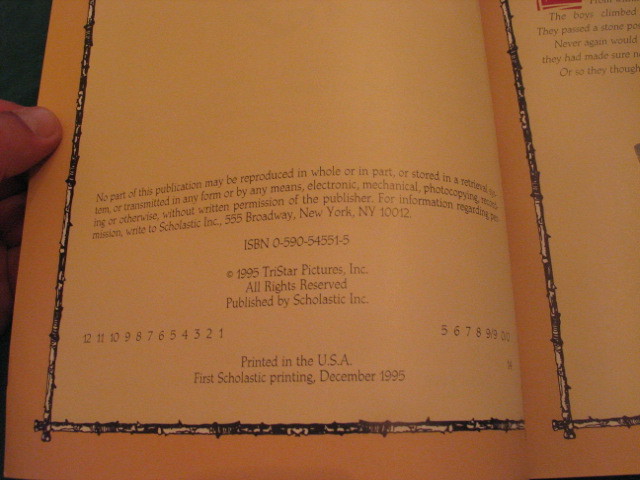 No part of this publication may be reproduced in whole or in part, or stored in a retrieval sys-
tem, or transmitted in any form or by any means, electronic, mechanical, photocopying, record-
ing or otherwise, without written permission of the publisher. For information regarding per-
mission, write to Scholastic Inc., 555 Broadway, New York, NY 10012.
ISBN 0-590-54551-5
© 1995 TriStar Pictures, Inc.
All Rights Reserved
Published by Scholastic Inc.
12 11 10 9 8 7 6 5 4 3 2 1
5 6 7 8 9/9 0/0
Printed in the U.S.A.
First Scholastic printing, December 1995
The boys climbed
They passed a stone
Never again would
they had made sure
Or so they